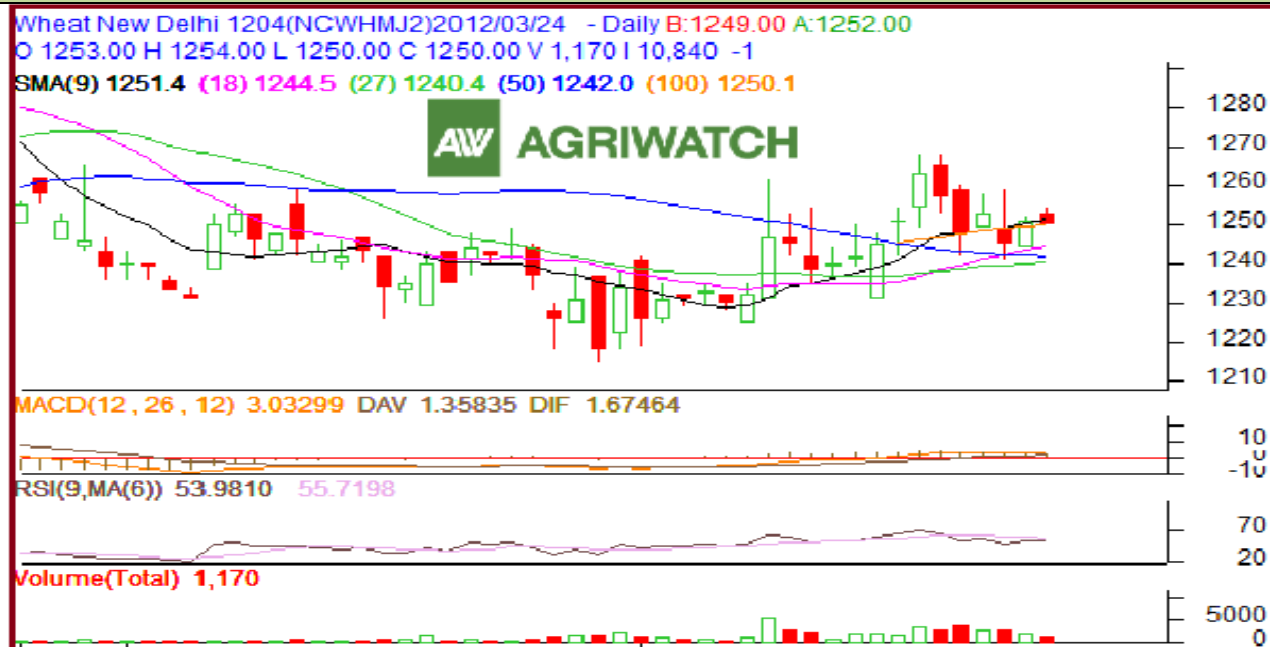 Wheat New Delhi 1204(NCWHMJ2)2012/03/24 - Daily B:1249.00 A:1252.00
O 1253.00 H 1254.00 L 1250.00 C 1250.00 V 1,170 I 10,840 -1
SMA(9) 1251.4 (18) 1244.5 (27) 1240.4 (50) 1242.0 (100) 1250.1
AW AGRIWATCH
1280
1270
1260
1250
1240
1230
1220
1210
MACD(12,26,12) 3.03299 DAV 1.35835 DIF 1.67464
10
0
-10
RSI(9,MA(6)) 53.9810 55.7198
70
20
Volume(Total) 1,170
5000
0